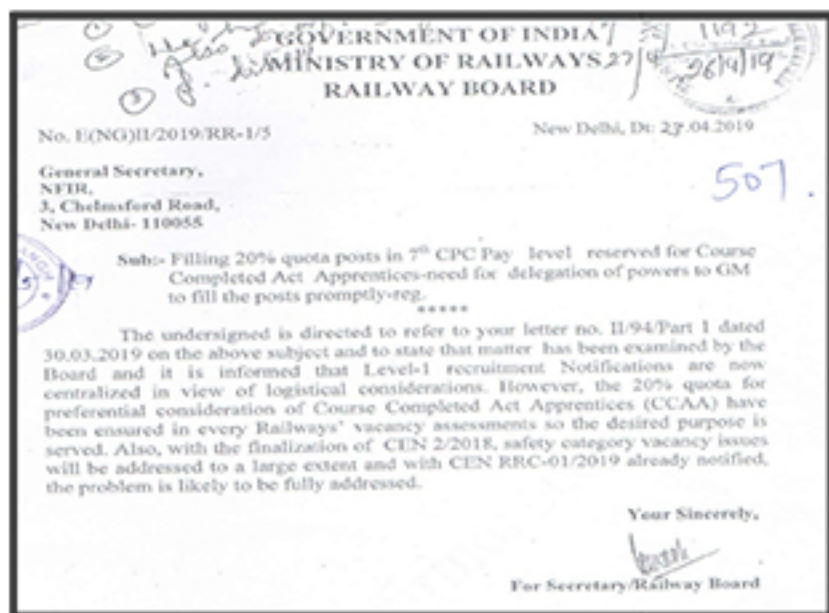 GOVERNMENT OF INDIA
MINISTRY OF RAILWAYS
RAILWAY BOARD
1192
26/4/19
27/4
No. E(NG)II/2019/RR-1/5
New Delhi, Dt: 27.04.2019
General Secretary,
NFIR,
3, Chelmsford Road,
New Delhi- 110055
507.
Sub:- Filling 20% quota posts in 7th CPC Pay level reserved for Course
Completed Act Apprentices-need for delegation of powers to GM
to fill the posts promptly-reg.
*****
The undersigned is directed to refer to your letter no. II/94/Part 1 dated
30.03.2019 on the above subject and to state that matter has been examined by the
Board and it is informed that Level-1 recruitment Notifications are now
centralized in view of logistical considerations. However, the 20% quota for
preferential consideration of Course Completed Act Apprentices (CCAA) have
been ensured in every Railways' vacancy assessments so the desired purpose is
served. Also, with the finalization of CEN 2/2018, safety category vacancy issues
will be addressed to a large extent and with CEN RRC-01/2019 already notified,
the problem is likely to be fully addressed.
Your Sincerely,
For Secretary/Railway Board